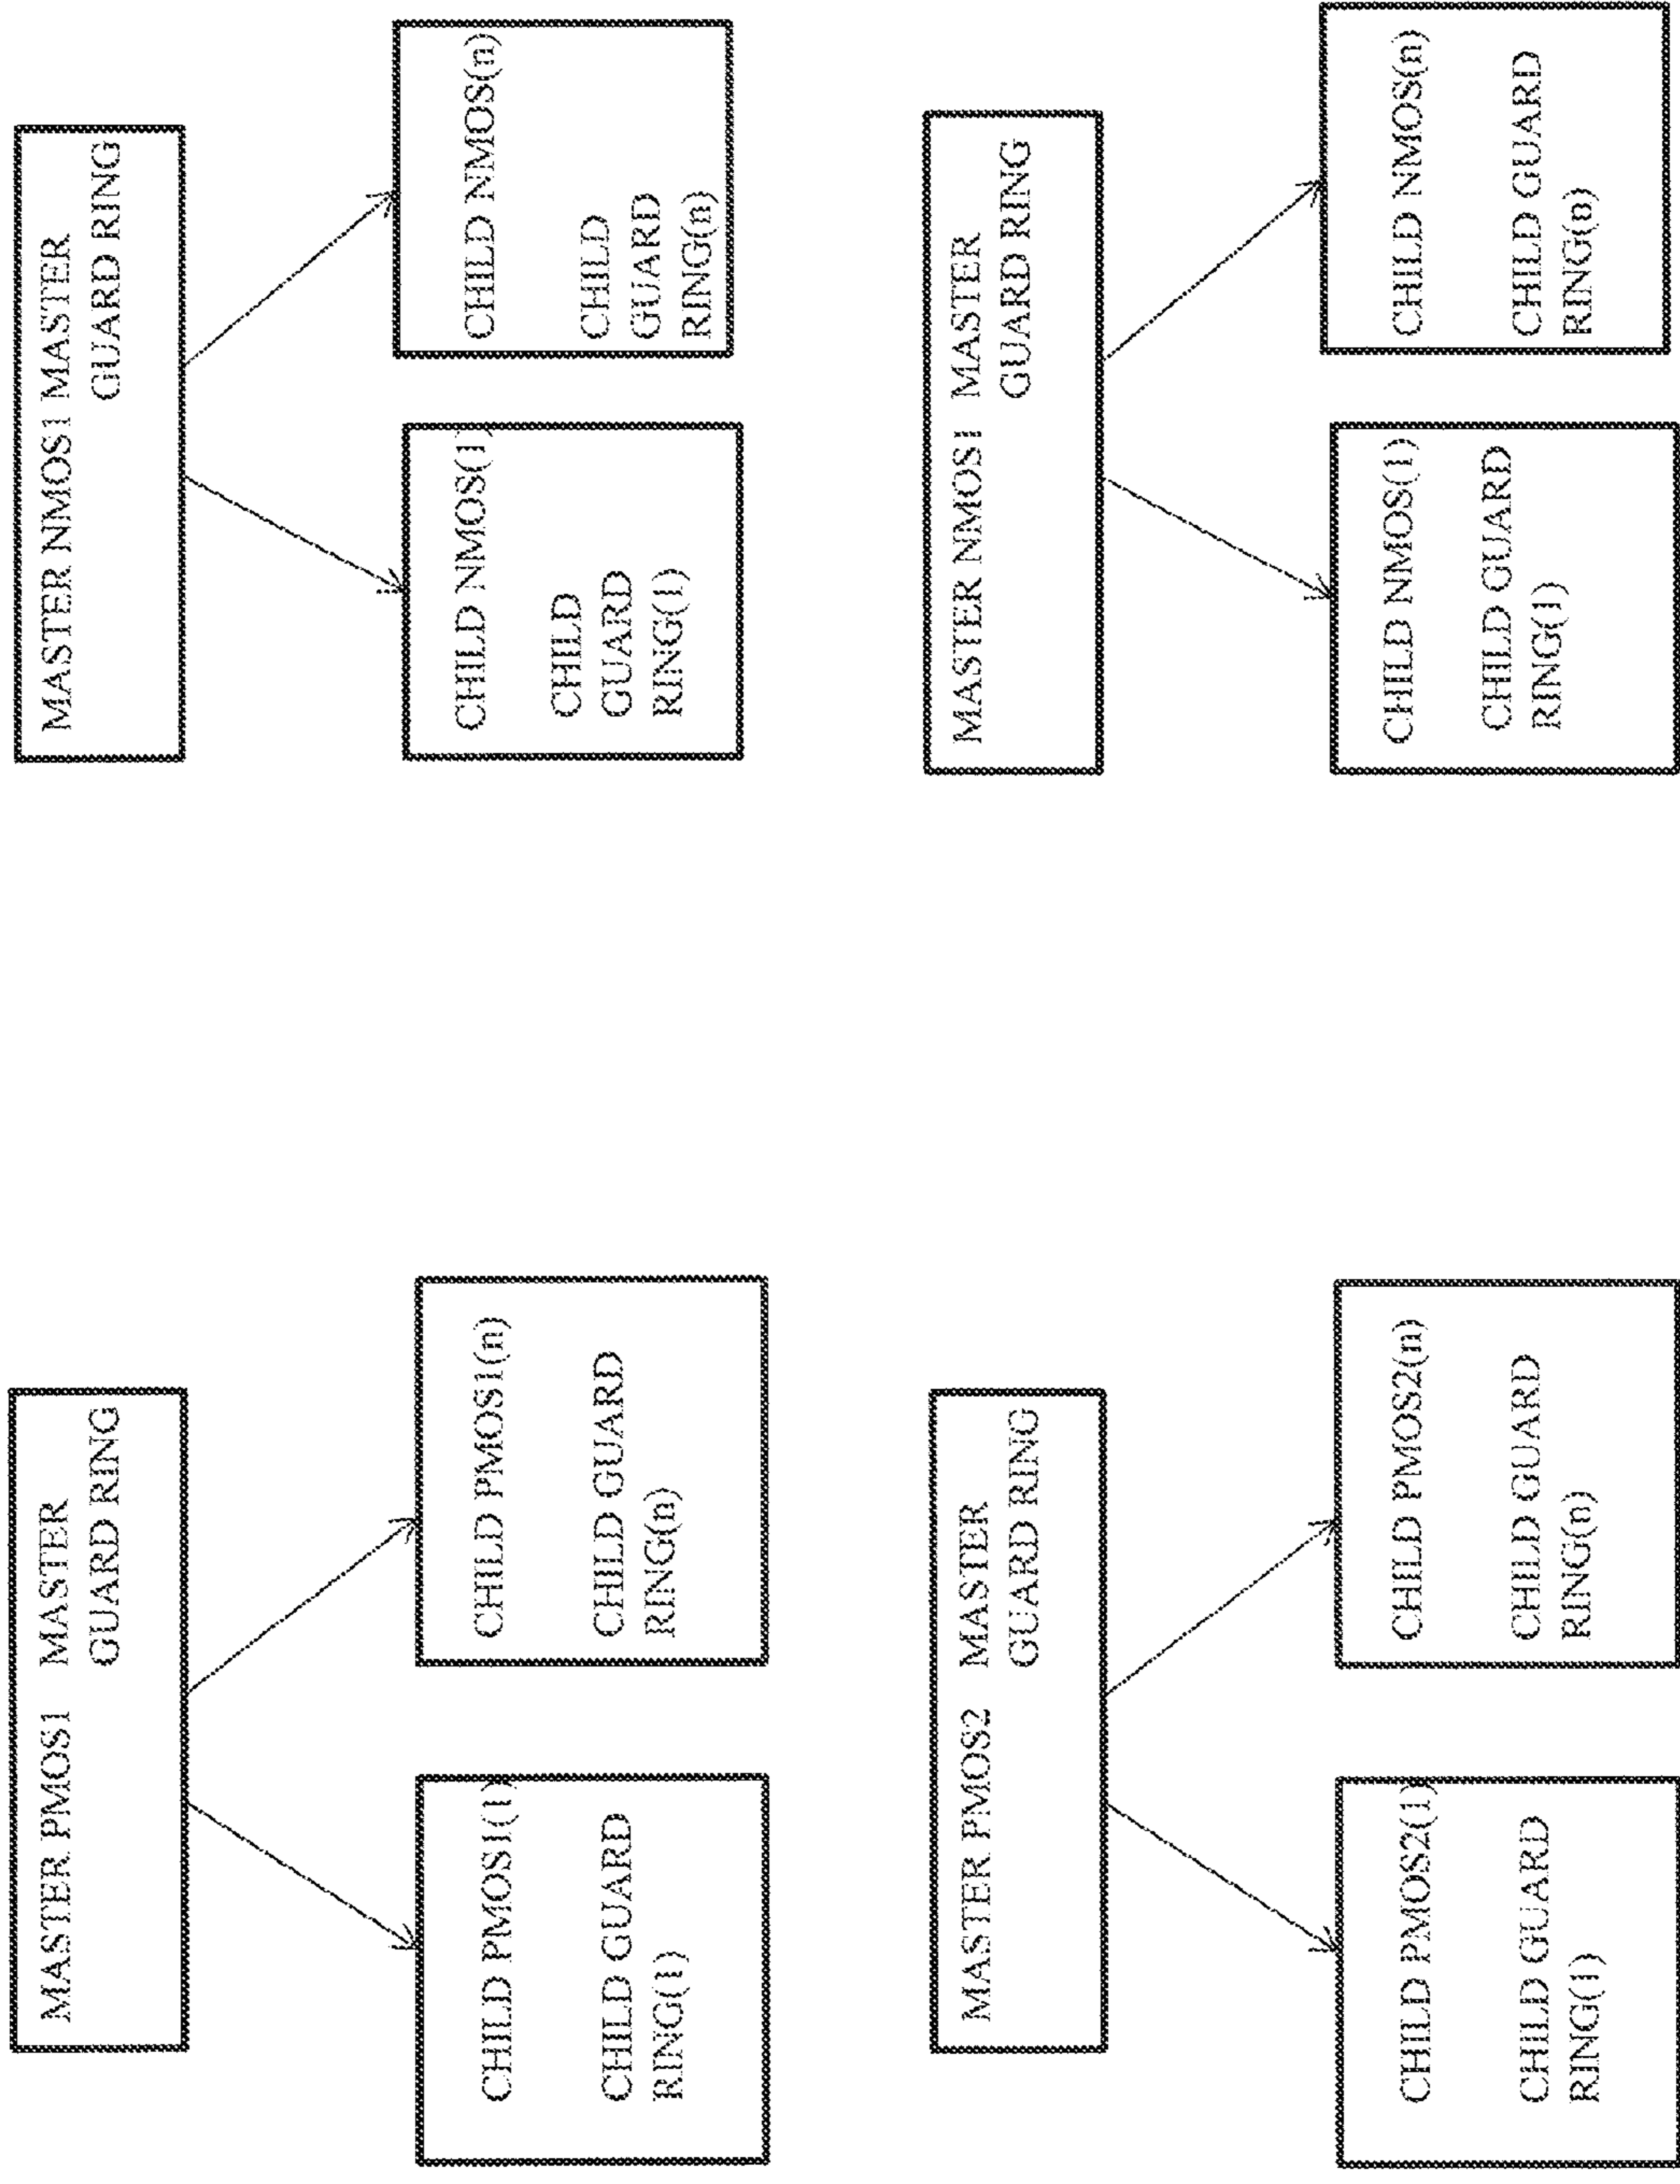 MASTER PMOS1 MASTER
GUARD RING
CHILD PMOS1(1)
CHILD GUARD
RING(1)
CHILD PMOS1(n)
CHILD GUARD
RING(n)
MASTER NMOS1 MASTER
GUARD RING
CHILD NMOS(1)
CHILD
GUARD
RING(1)
CHILD NMOS(n)
CHILD
GUARD
RING(n)
MASTER PMOS2 MASTER
GUARD RING
CHILD PMOS2(1)
CHILD GUARD
RING(1)
CHILD PMOS2(n)
CHILD GUARD
RING(n)
MASTER NMOS1 MASTER
GUARD RING
CHILD NMOS(1)
CHILD GUARD
RING(1)
CHILD NMOS(n)
CHILD GUARD
RING(n)